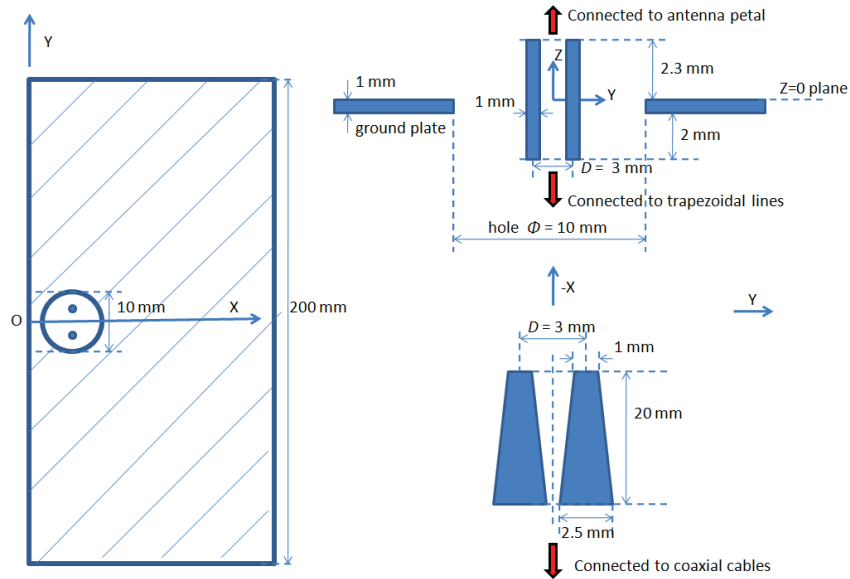 Y
O
X
10 mm
200 mm
Connected to antenna petal
1 mm
ground plate
1 mm
Z
Y
2.3 mm
Z=0 plane
2 mm
D = 3 mm
Connected to trapezoidal lines
hole Φ = 10 mm
-X
Y
D = 3 mm
1 mm
20 mm
2.5 mm
Connected to coaxial cables